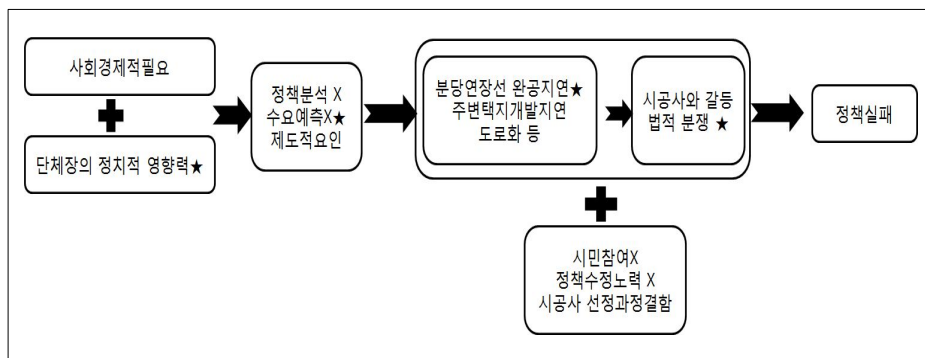 사회경제적필요
단체장의 정치적 영향력★
정책분석 X
수요예측X★
제도적요인
분당연장선 완공지연★
주변택지개발지연
도로화 등
시공사와 갈등
법적 분쟁 ★
정책실패
시민참여X
정책수정노력 X
시공사 선정과정결함